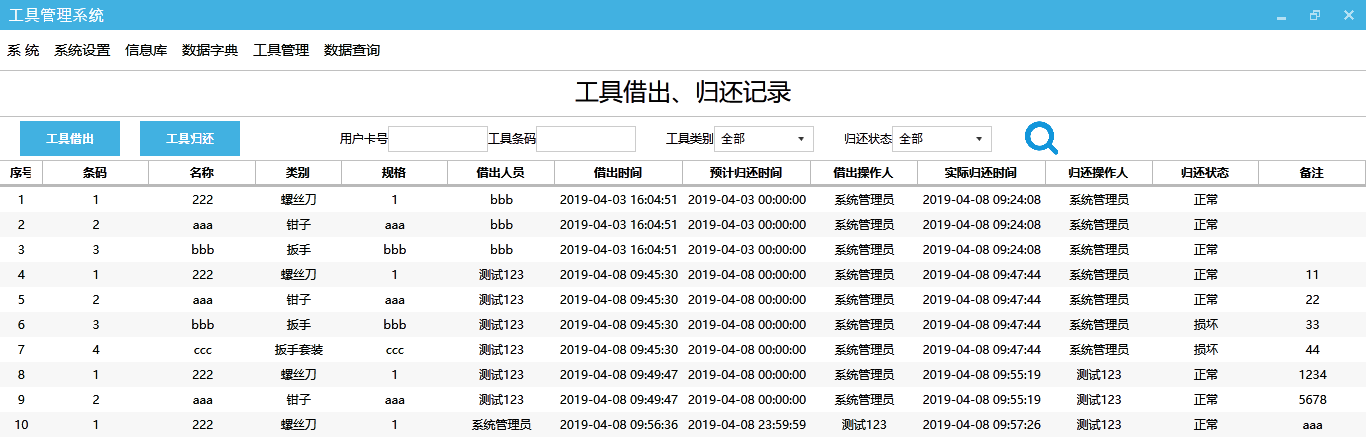 工具管理系统
系 统 系统设置 信息库 数据字典 工具管理 数据查询
工具借出、归还记录
工具借出 工具归还 用户卡号 工具条码 工具类别 全部 归还状态 全部
序号 条码 名称 类别 规格 借出人员 借出时间 预计归还时间 借出操作人 实际归还时间 归还操作人 归还状态 备注
1 1 222 螺丝刀 1 bbb 2019-04-03 16:04:51 2019-04-03 00:00:00 系统管理员 2019-04-08 09:24:08 系统管理员 正常
2 2 aaa 钳子 aaa bbb 2019-04-03 16:04:51 2019-04-03 00:00:00 系统管理员 2019-04-08 09:24:08 系统管理员 正常
3 3 bbb 扳手 bbb bbb 2019-04-03 16:04:51 2019-04-03 00:00:00 系统管理员 2019-04-08 09:24:08 系统管理员 正常
4 1 222 螺丝刀 1 测试123 2019-04-08 09:45:30 2019-04-08 00:00:00 系统管理员 2019-04-08 09:47:44 系统管理员 正常 11
5 2 aaa 钳子 aaa 测试123 2019-04-08 09:45:30 2019-04-08 00:00:00 系统管理员 2019-04-08 09:47:44 系统管理员 正常 22
6 3 bbb 扳手 bbb 测试123 2019-04-08 09:45:30 2019-04-08 00:00:00 系统管理员 2019-04-08 09:47:44 系统管理员 损坏 33
7 4 ccc 扳手套装 ccc 测试123 2019-04-08 09:45:30 2019-04-08 00:00:00 系统管理员 2019-04-08 09:47:44 系统管理员 损坏 44
8 1 222 螺丝刀 1 测试123 2019-04-08 09:49:47 2019-04-08 00:00:00 系统管理员 2019-04-08 09:55:19 测试123 正常 1234
9 2 aaa 钳子 aaa 测试123 2019-04-08 09:49:47 2019-04-08 00:00:00 系统管理员 2019-04-08 09:55:19 测试123 正常 5678
10 1 222 螺丝刀 1 系统管理员 2019-04-08 09:56:36 2019-04-08 23:59:59 测试123 2019-04-08 09:57:26 系统管理员 正常 aaa